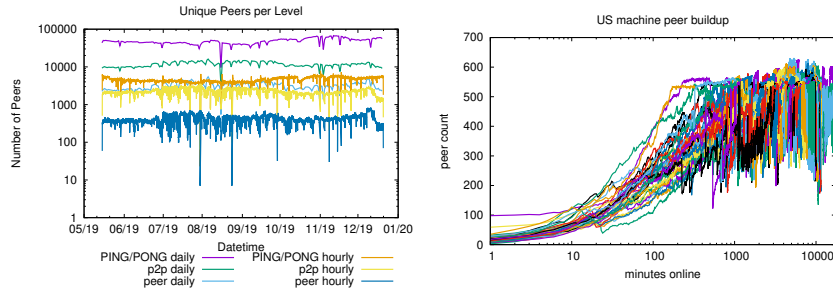 Unique Peers per Level
Number of Peers
100000
10000
1000
100
10
1
05/19 06/19 07/19 08/19 09/19 10/19 11/19 12/19 01/20
Datetime
PING/PONG daily PING/PONG hourly
p2p daily p2p hourly
peer daily peer hourly
US machine peer buildup
peer count
700
600
500
400
300
200
100
0
1 10 100 1000 10000
minutes online